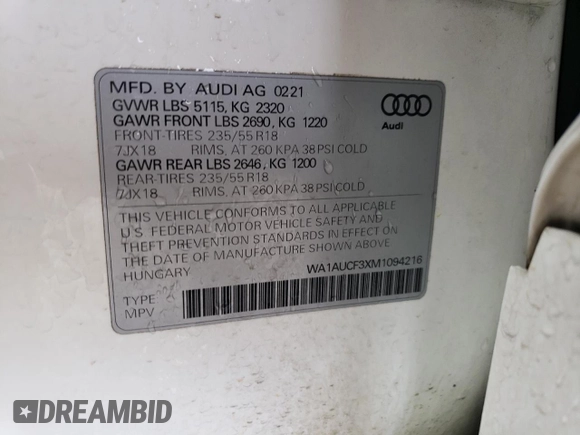 MFD. BY AUDI AG 0221
GVWR LBS 5115, KG 2320
GAWR FRONT LBS 2690, KG 1220
FRONT-TIRES 235/55 R18
7JX18 RIMS, AT 260 KPA 38 PSI COLD
GAWR REAR LBS 2646, KG 1200
REAR-TIRES 235/55 R18
7JX18 RIMS, AT 260 KPA 38 PSI COLD
Audi
THIS VEHICLE CONFORMS TO ALL APPLICABLE
U.S. FEDERAL MOTOR VEHICLE SAFETY AND
THEFT PREVENTION STANDARDS IN EFFECT ON
THE DATE OF MANUFACTURE SHOWN ABOVE.
HUNGARY WA1AUCF3XM1094216
TYPE
MPV
DREAMBID